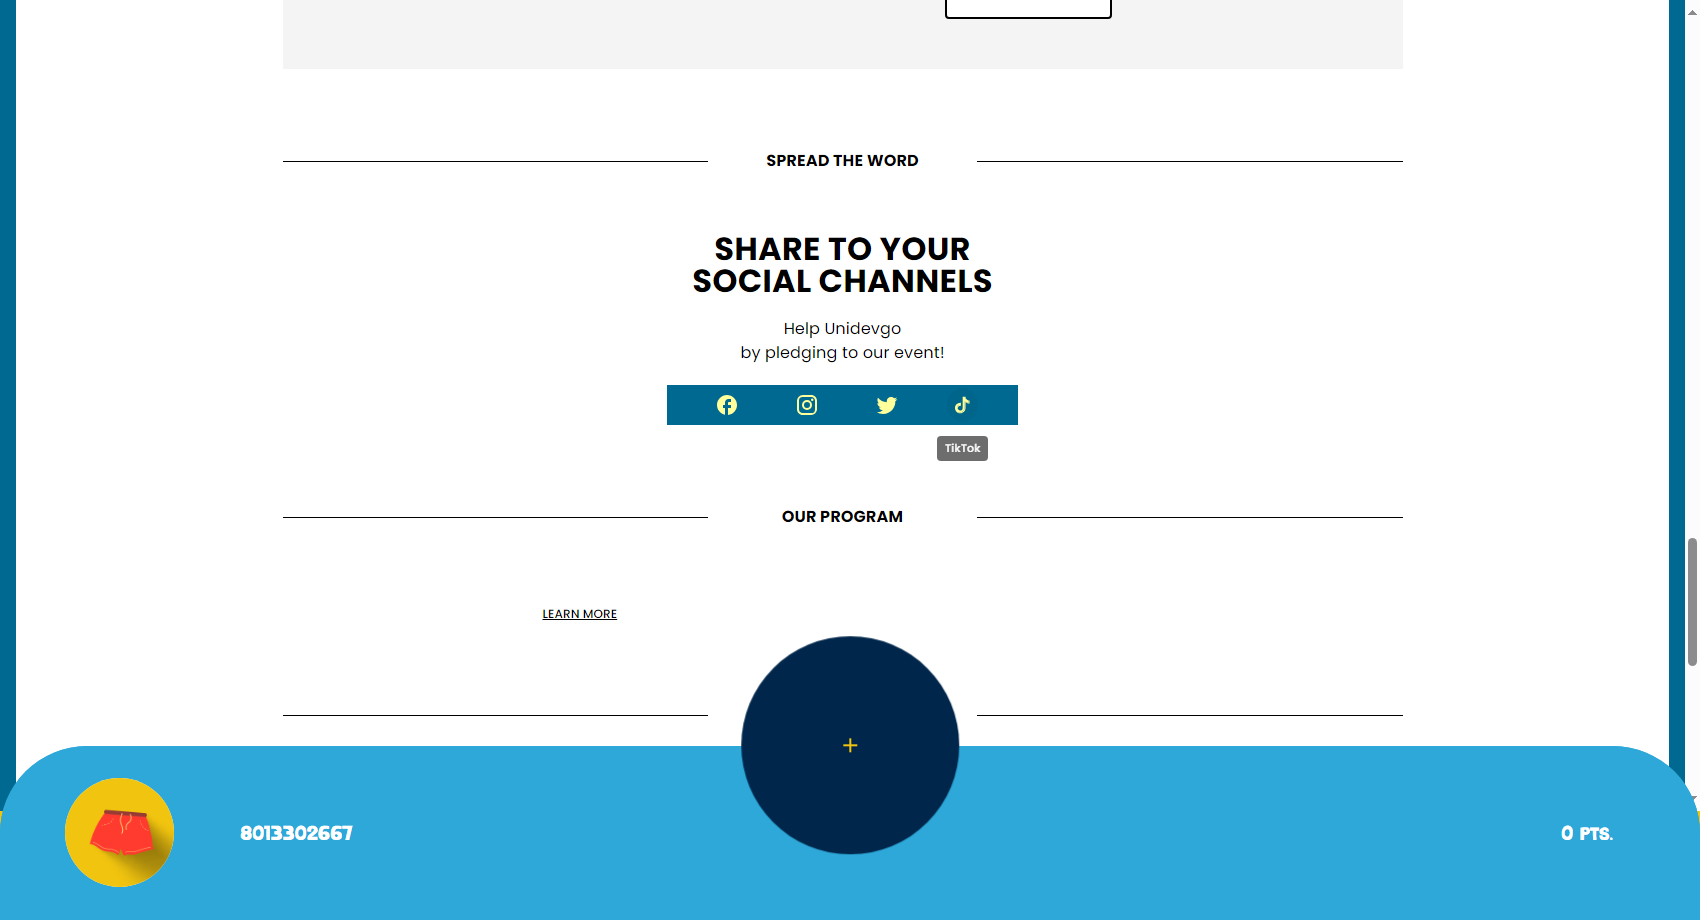 SPREAD THE WORD
SHARE TO YOUR
SOCIAL CHANNELS
Help Unidevgo
by pledging to our event!
TikTok
OUR PROGRAM
LEARN MORE
+
8013302667
0 PTS.